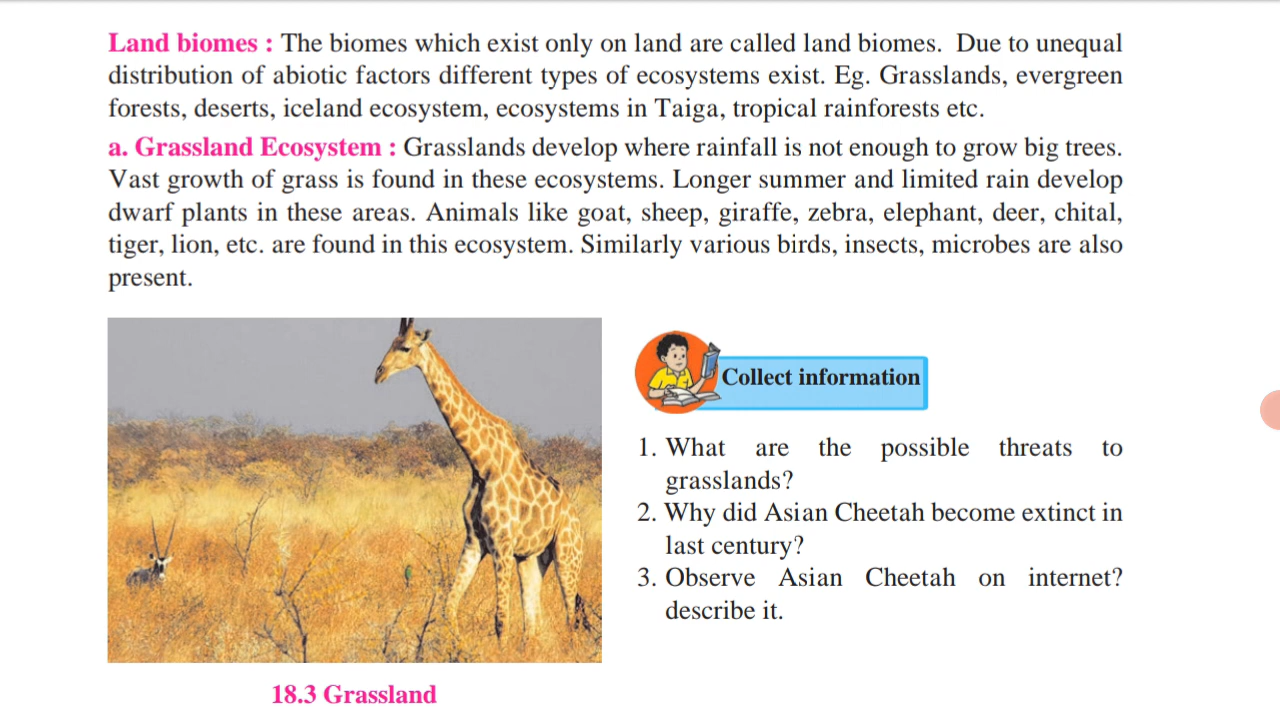 Land biomes : The biomes which exist only on land are called land biomes. Due to unequal
distribution of abiotic factors different types of ecosystems exist. Eg. Grasslands, evergreen
forests, deserts, iceland ecosystem, ecosystems in Taiga, tropical rainforests etc.
a. Grassland Ecosystem : Grasslands develop where rainfall is not enough to grow big trees.
Vast growth of grass is found in these ecosystems. Longer summer and limited rain develop
dwarf plants in these areas. Animals like goat, sheep, giraffe, zebra, elephant, deer, chital,
tiger, lion, etc. are found in this ecosystem. Similarly various birds, insects, microbes are also
present.
Collect information
1. What are the possible threats to
grasslands?
2. Why did Asian Cheetah become extinct in
last century?
3. Observe Asian Cheetah on internet?
describe it.
18.3 Grassland